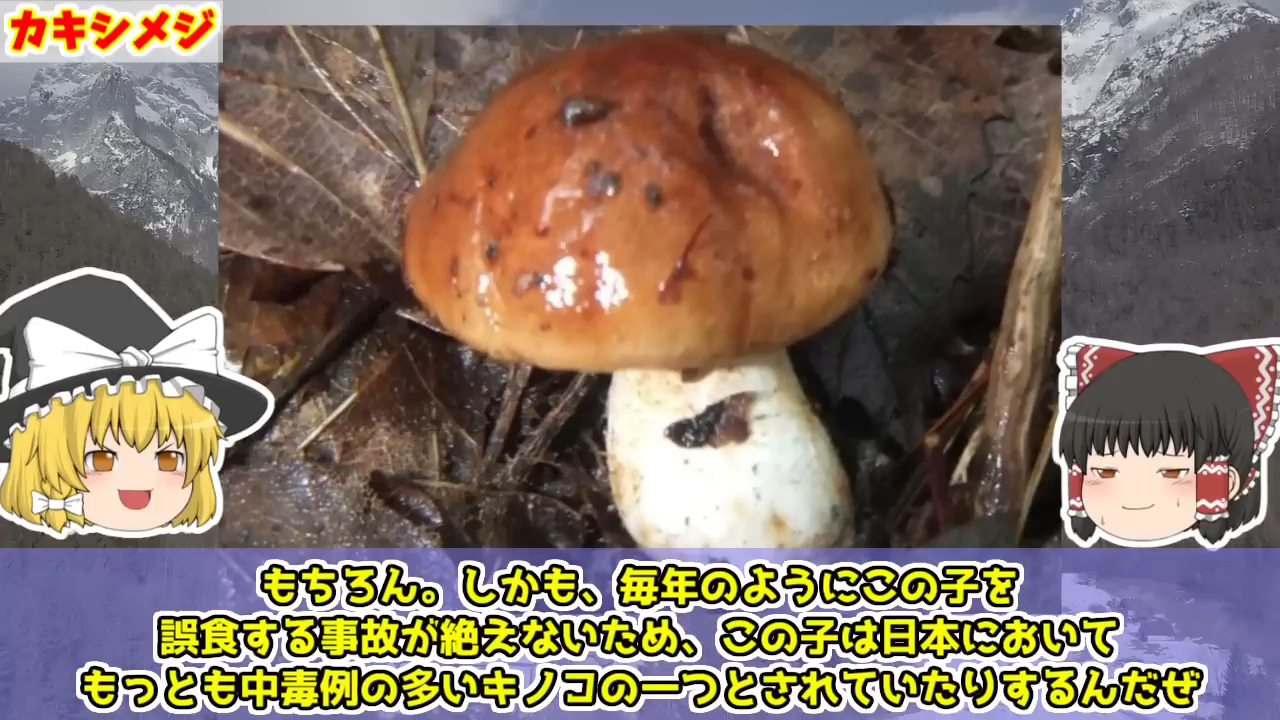 カキシメジ
もちろん。しかも、毎年のようにこの子を
誤食する事故が絶えないため、この子は日本において
もっとも中毒例の多いキノコの一つとされていたりするんだぜ